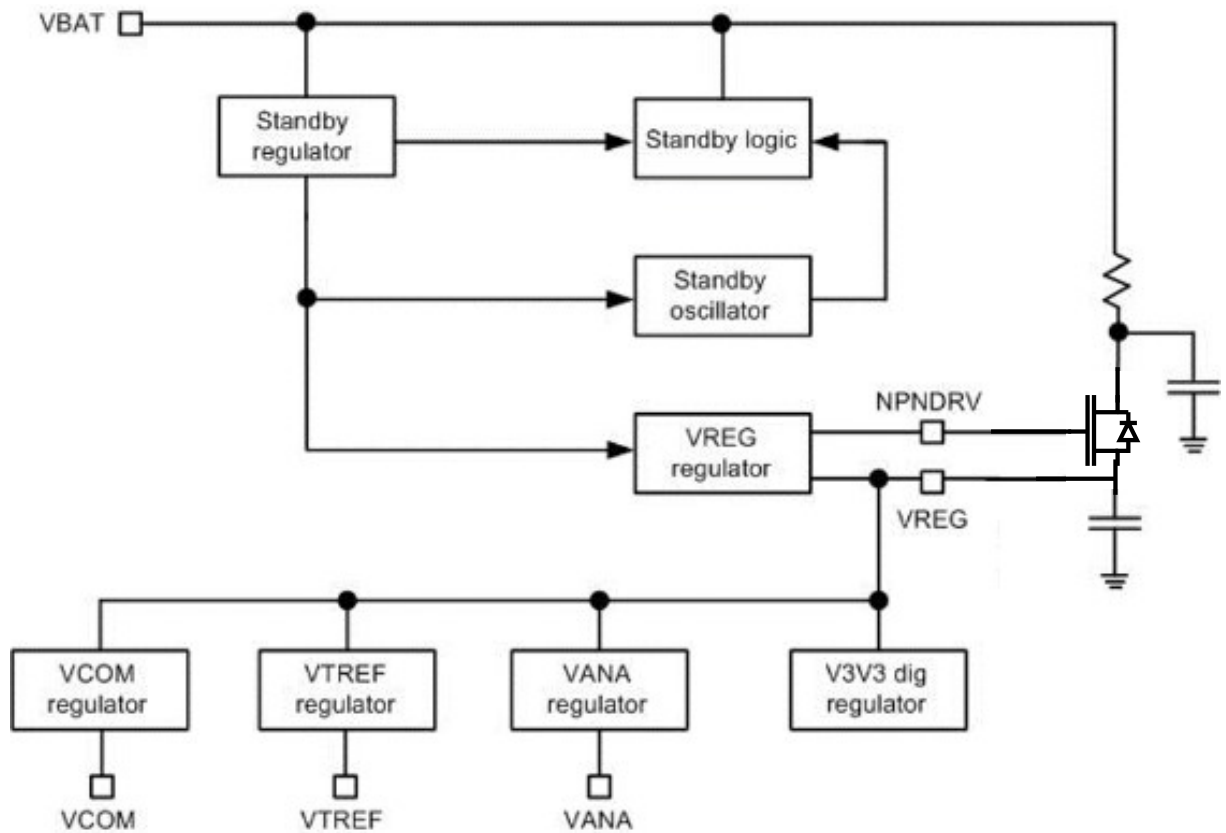 VBAT
Standby
regulator
Standby logic
Standby
oscillator
NPNDRV
VREG
regulator
VREG
VCOM
regulator
VTREF
regulator
VANA
regulator
V3V3 dig
regulator
VCOM
VTREF
VANA